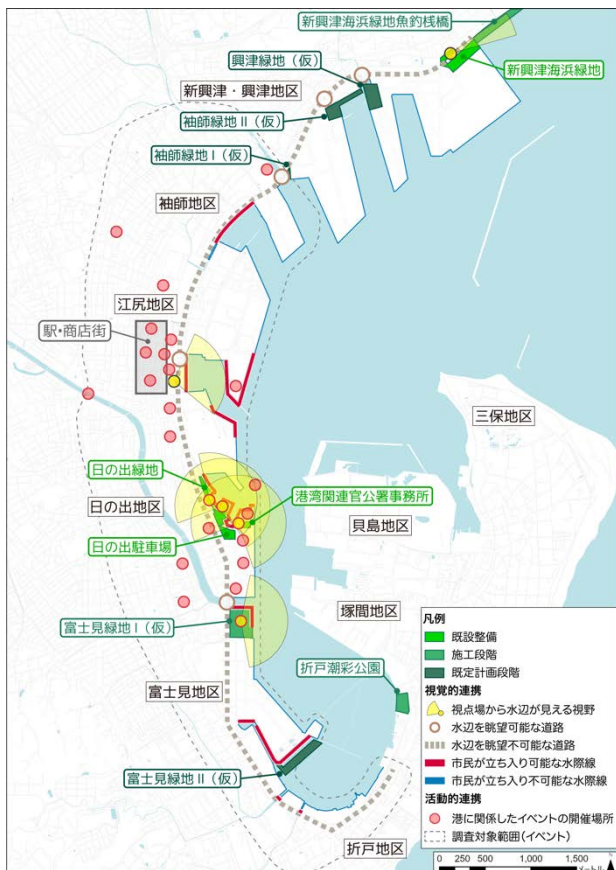 新興津海浜緑地魚釣桟橋
興津緑地(仮)
新興津海浜緑地
新興津・興津地区
袖師緑地Ⅱ(仮)
袖師緑地Ⅰ(仮)
袖師地区
江尻地区
駅・商店街
三保地区
日の出緑地
港湾関連官公署事務所
日の出地区
貝島地区
日の出駐車場
塚間地区
富士見緑地Ⅰ(仮)
折戸潮彩公園
富士見地区
富士見緑地Ⅱ(仮)
折戸地区
凡例
既設整備
施工段階
既定計画段階
視覚的連携
視点場から水辺が見える視野
水辺を眺望可能な道路
水辺を眺望不可能な道路
市民が立ち入り可能な水際線
市民が立ち入り不可能な水際線
活動的連携
港に関係したイベントの開催場所
調査対象範囲(イベント)
0 250 500 1,000 1,500
メートル